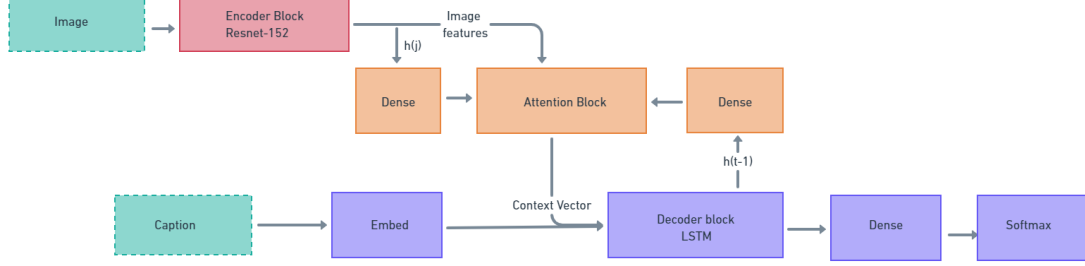 Image
Encoder Block
Resnet-152
Image
features
h(j)
Dense
Attention Block
Dense
h(t-1)
Context Vector
Caption
Embed
Decoder block
LSTM
Dense
Softmax